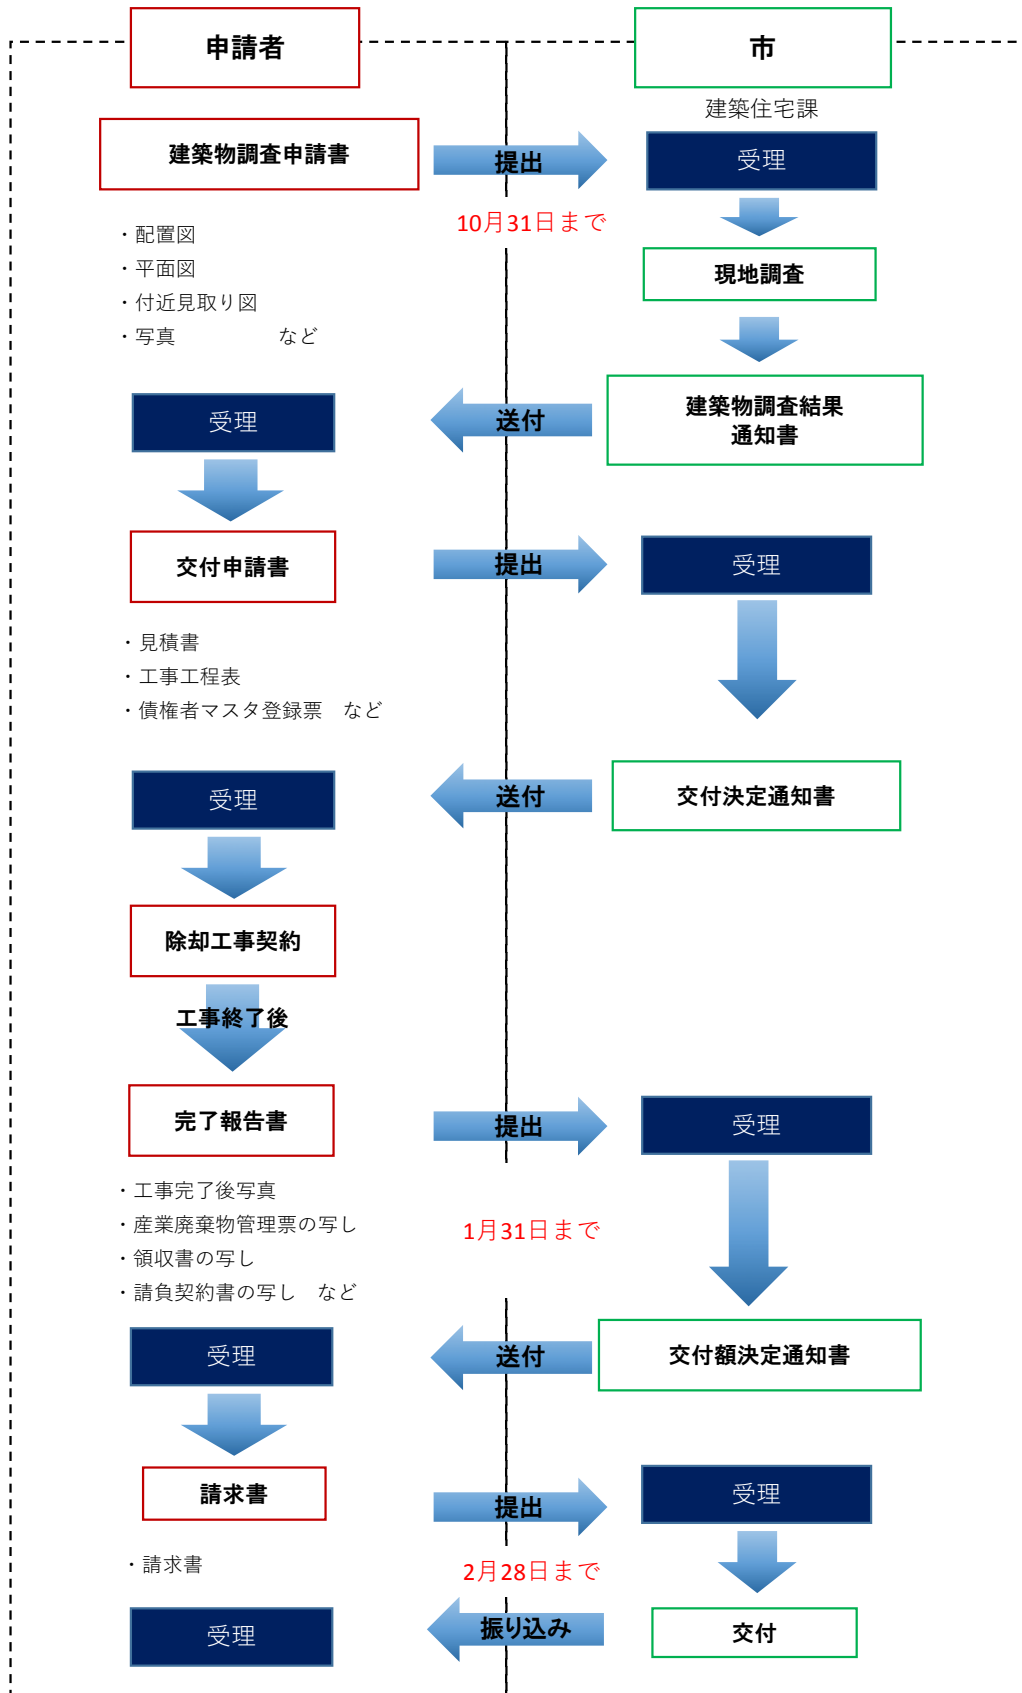 申請者
市
建築住宅課
建築物調査申請書
提出
受理
10月31日まで
・配置図
・平面図
・付近見取り図
・写真　　　　　など
現地調査
建築物調査結果
通知書
送付
受理
交付申請書
提出
受理
・見積書
・工事工程表
・債権者マスタ登録票　など
交付決定通知書
送付
受理
除却工事契約
工事終了後
完了報告書
提出
受理
・工事完了後写真
・産業廃棄物管理票の写し
・領収書の写し
・請負契約書の写し　など
1月31日まで
交付額決定通知書
送付
受理
請求書
提出
受理
・請求書
2月28日まで
交付
振り込み
受理